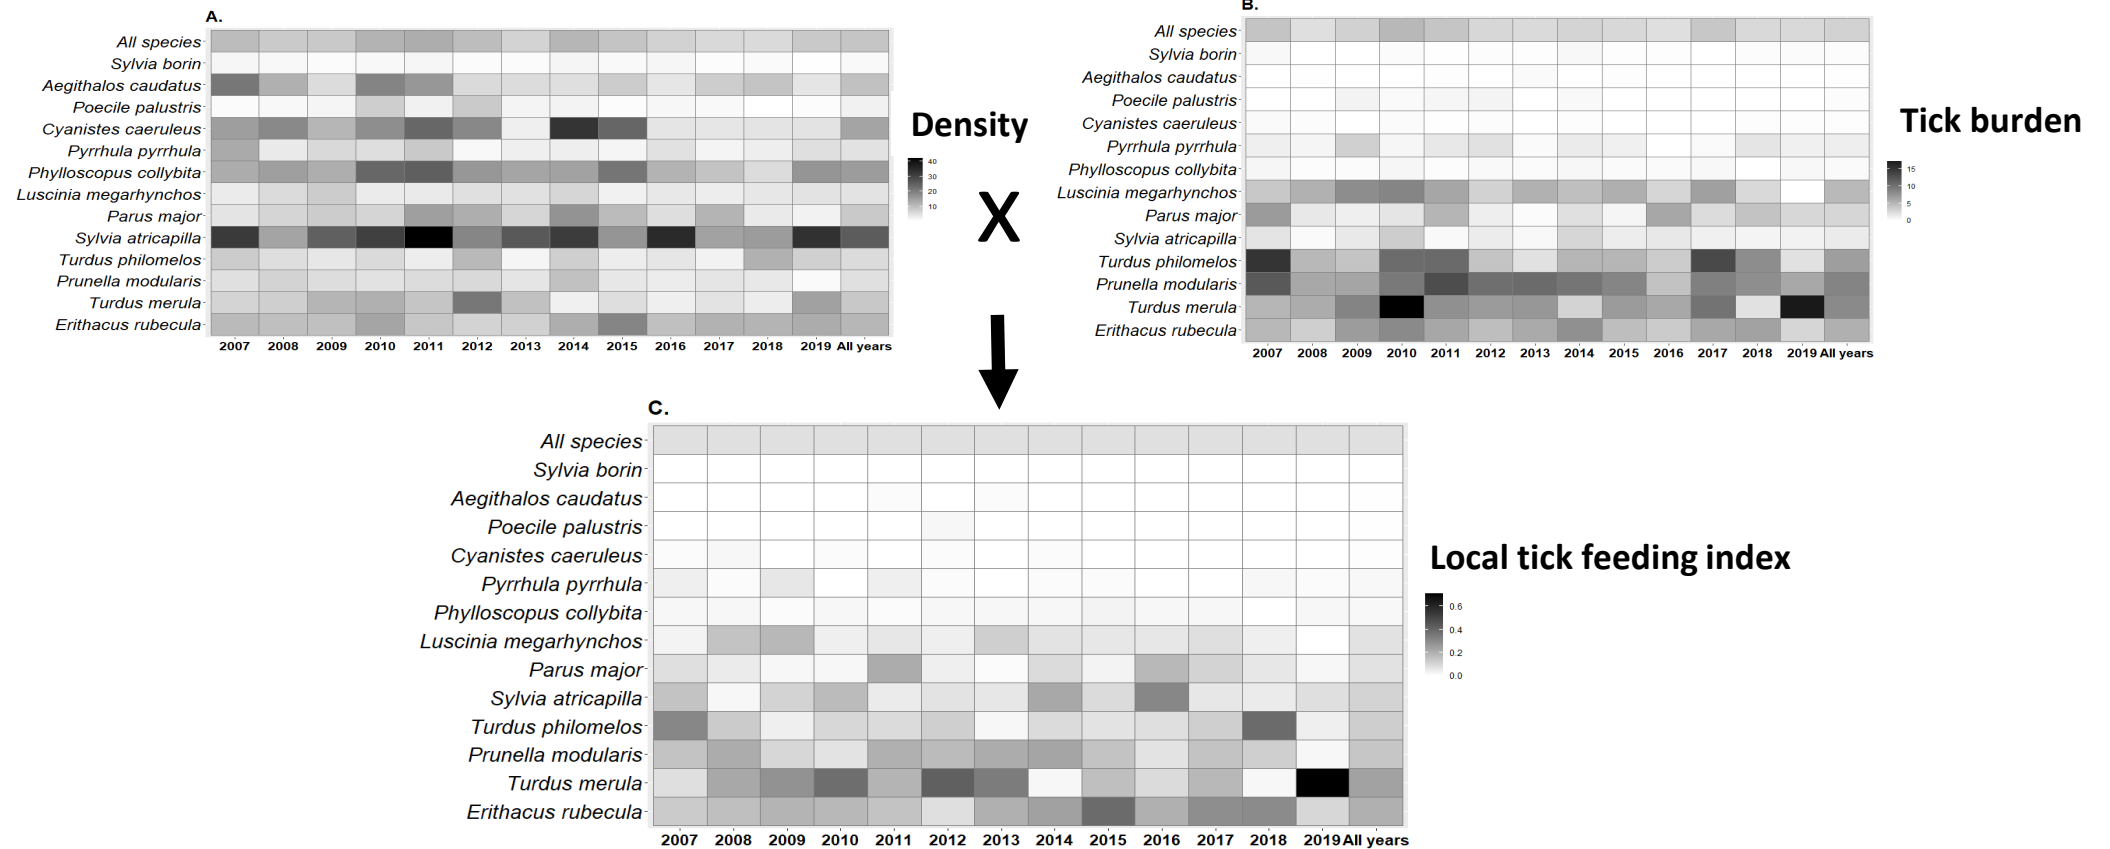 A.
All species
Sylvia borin
Aegithalos caudatus
Poecile palustris
Cyanistes caeruleus
Pyrrhula pyrrhula
Phylloscopus collybita
Luscinia megarhynchos
Parus major
Sylvia atricapilla
Turdus philomelos
Prunella modularis
Turdus merula
Erithacus rubecula
2007 2008 2009 2010 2011 2012 2013 2014 2015 2016 2017 2018 2019 All years
Density
40
30
20
10
X
B.
All species
Sylvia borin
Aegithalos caudatus
Poecile palustris
Cyanistes caeruleus
Pyrrhula pyrrhula
Phylloscopus collybita
Luscinia megarhynchos
Parus major
Sylvia atricapilla
Turdus philomelos
Prunella modularis
Turdus merula
Erithacus rubecula
2007 2008 2009 2010 2011 2012 2013 2014 2015 2016 2017 2018 2019 All years
Tick burden
15
10
5
0
C.
All species
Sylvia borin
Aegithalos caudatus
Poecile palustris
Cyanistes caeruleus
Pyrrhula pyrrhula
Phylloscopus collybita
Luscinia megarhynchos
Parus major
Sylvia atricapilla
Turdus philomelos
Prunella modularis
Turdus merula
Erithacus rubecula
2007 2008 2009 2010 2011 2012 2013 2014 2015 2016 2017 2018 2019 All years
Local tick feeding index
0.6
0.4
0.2
0.0